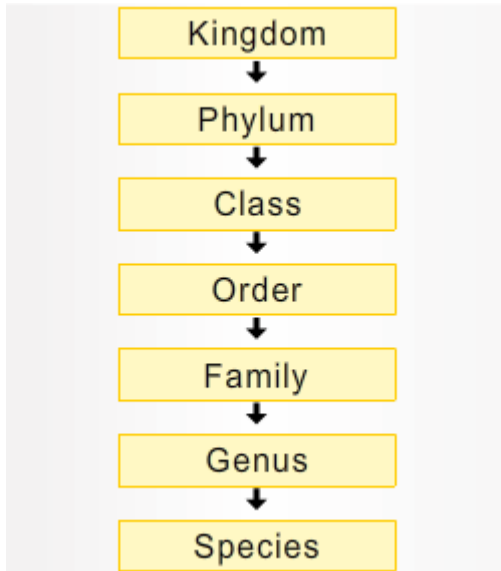 Kingdom
Phylum
Class
Order
Family
Genus
Species